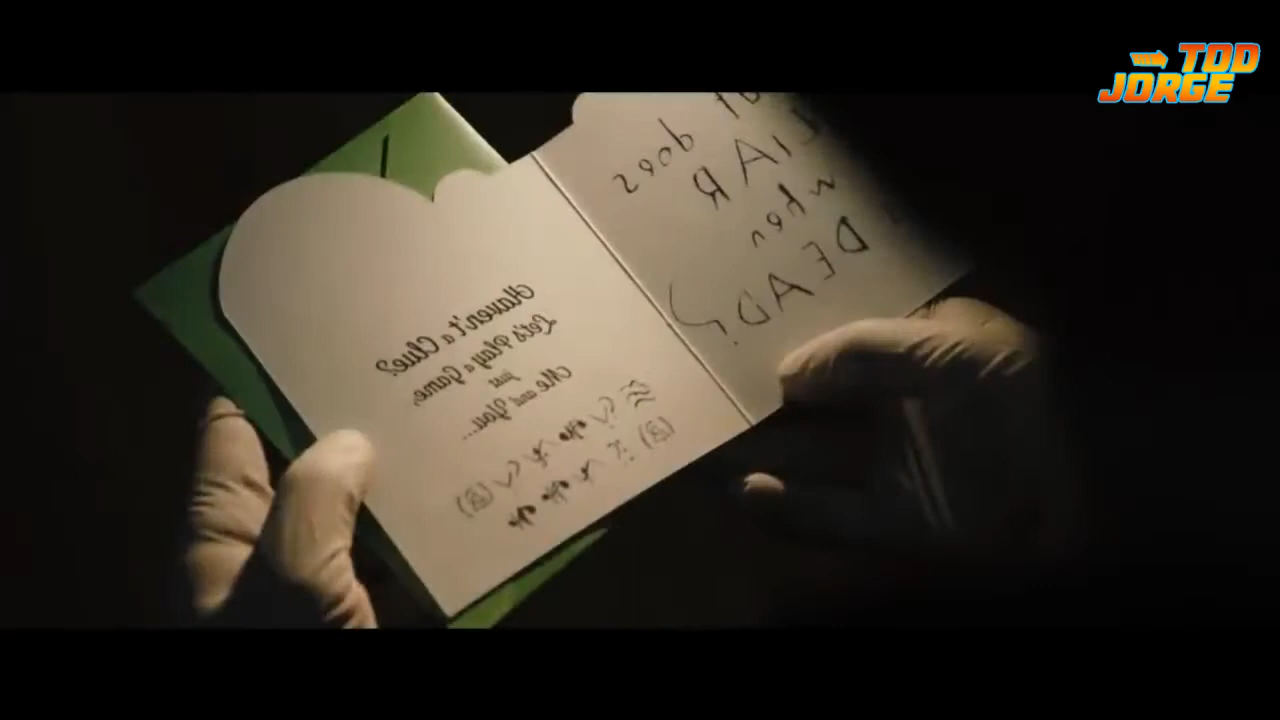 TOD
JORGE
Haven't a Clue?
Let's Play a Game,
just
Me and You...
does
LIAR
when
DEAD?